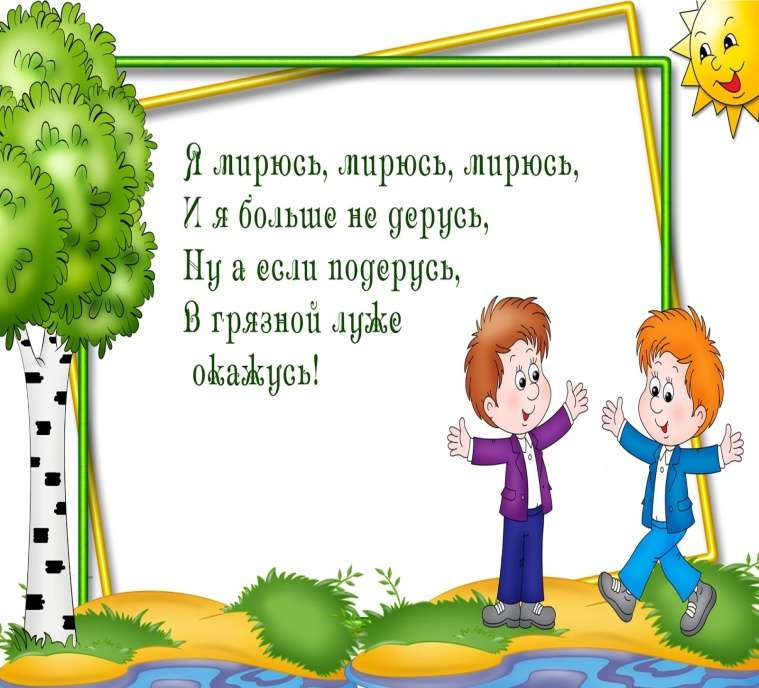 Я мирюсь, мирюсь, мирюсь,
И я больше не дерусь,
Ну а если подерусь,
В грязной луже
окажусь!